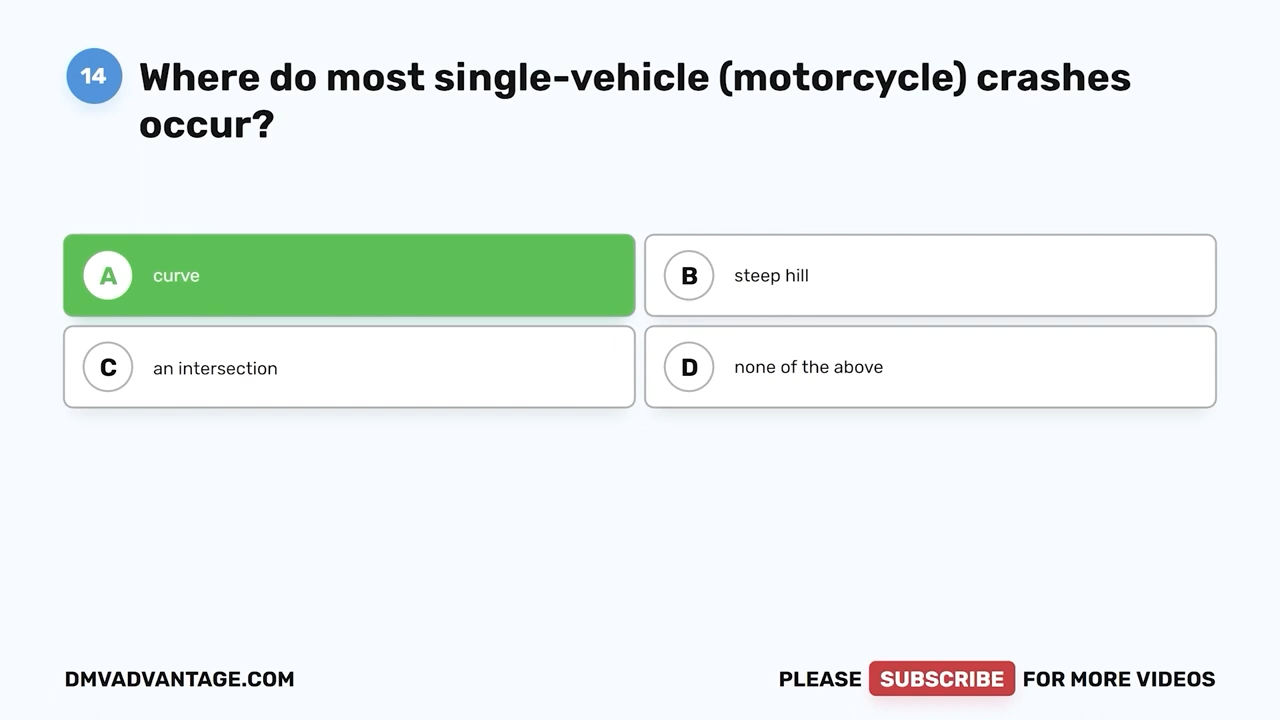 14
Where do most single-vehicle (motorcycle) crashes
occur?
A curve
B steep hill
C an intersection
D none of the above
DMVADVANTAGE.COM
PLEASE SUBSCRIBE FOR MORE VIDEOS